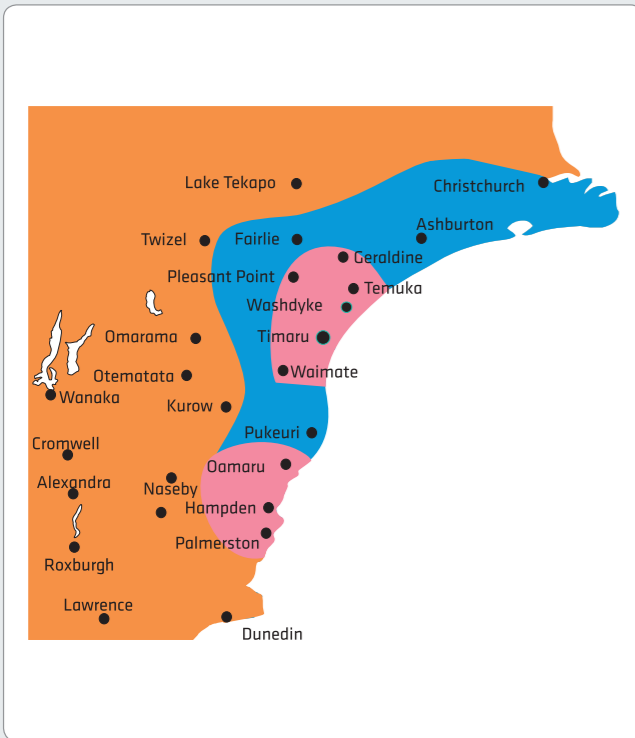 Lake Tekapo
Christchurch
Ashburton
Twizel
Fairlie
Geraldine
Pleasant Point
Temuka
Washdyke
Omarama
Timaru
Otematata
Waimate
Wanaka
Kurow
Pukeuri
Cromwell
Oamaru
Alexandra
Naseby
Hampden
Palmerston
Roxburgh
Lawrence
Dunedin